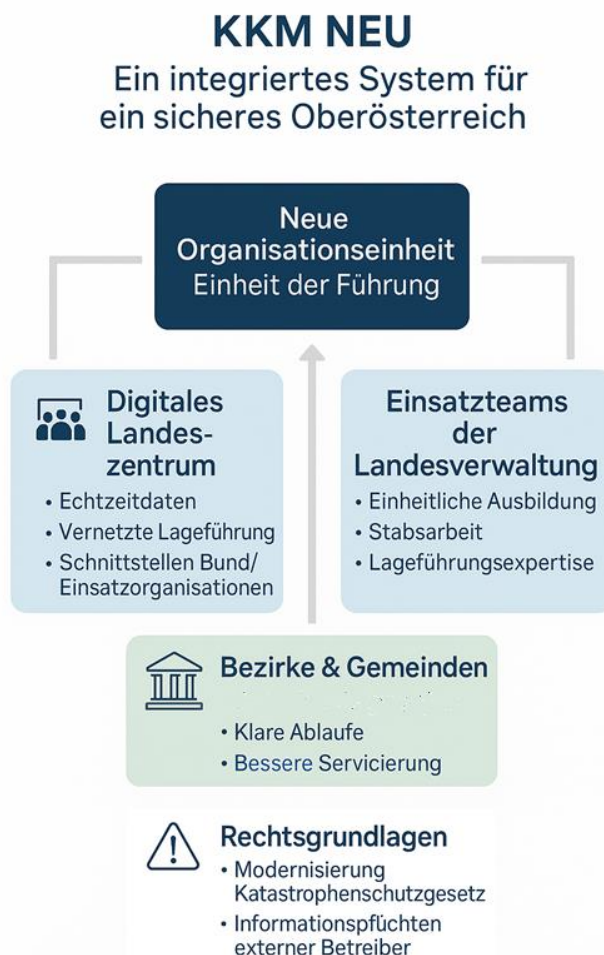 KKM NEU
Ein integriertes System für
ein sicheres Oberösterreich
Neue
Organisationseinheit
Einheit der Führung
Digitales
Landes-
zentrum
• Echtzeitdaten
• Vernetzte Lageführung
• Schnittstellen Bund/
Einsatzorganisationen
Einsatzteams
der
Landesverwaltung
• Einheitliche Ausbildung
• Stabsarbeit
• Lageführungsexpertise
Bezirke & Gemeinden
• Klare Ablaufe
• Bessere Servicierung
Rechtsgrundlagen
• Modernisierung
Katastrophenschutzgesetz
• Informationspflüchten
externer Betreiber